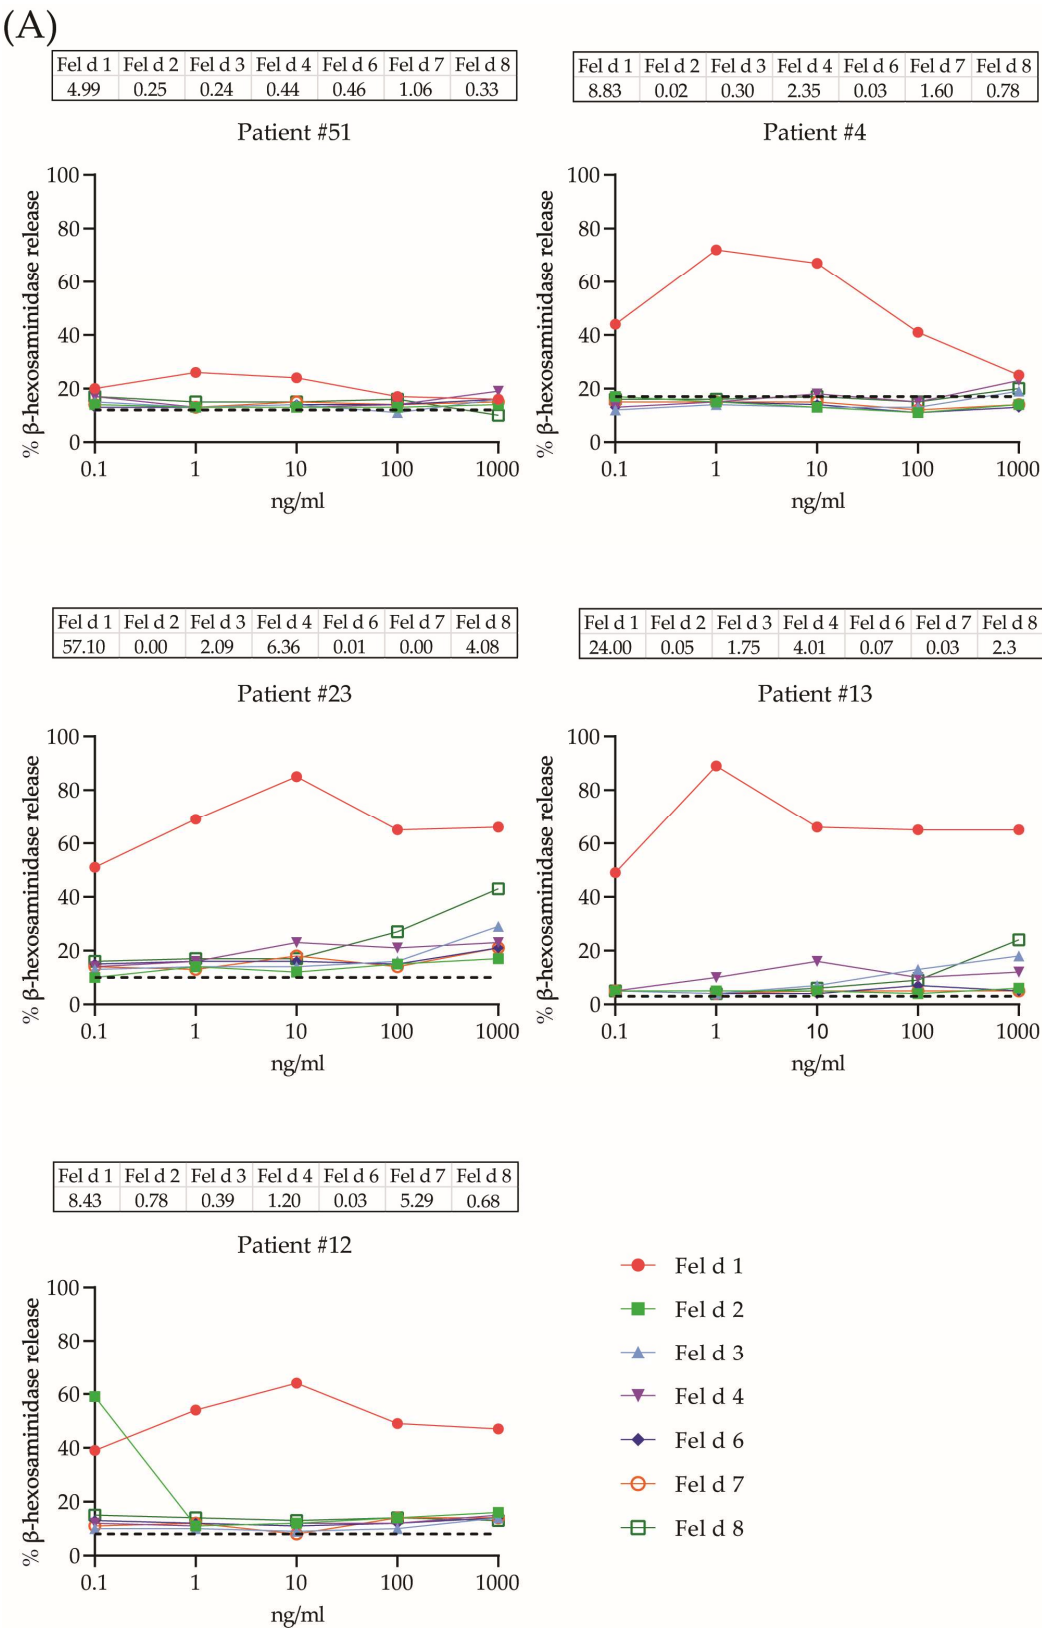 (A)
Fel d 1 Fel d 2 Fel d 3 Fel d 4 Fel d 6 Fel d 7 Fel d 8
4.99 0.25 0.24 0.44 0.46 1.06 0.33
Patient #51
% β-hexosaminidase release
100
80
60
40
20
0
0.1 1 10 100 1000
ng/ml
Fel d 1 Fel d 2 Fel d 3 Fel d 4 Fel d 6 Fel d 7 Fel d 8
8.83 0.02 0.30 2.35 0.03 1.60 0.78
Patient #4
% β-hexosaminidase release
100
80
60
40
20
0
0.1 1 10 100 1000
ng/ml
Fel d 1 Fel d 2 Fel d 3 Fel d 4 Fel d 6 Fel d 7 Fel d 8
57.10 0.00 2.09 6.36 0.01 0.00 4.08
Patient #23
% β-hexosaminidase release
100
80
60
40
20
0
0.1 1 10 100 1000
ng/ml
Fel d 1 Fel d 2 Fel d 3 Fel d 4 Fel d 6 Fel d 7 Fel d 8
24.00 0.05 1.75 4.01 0.07 0.03 2.3
Patient #13
% β-hexosaminidase release
100
80
60
40
20
0
0.1 1 10 100 1000
ng/ml
Fel d 1 Fel d 2 Fel d 3 Fel d 4 Fel d 6 Fel d 7 Fel d 8
8.43 0.78 0.39 1.20 0.03 5.29 0.68
Patient #12
% β-hexosaminidase release
100
80
60
40
20
0
0.1 1 10 100 1000
ng/ml
Fel d 1
Fel d 2
Fel d 3
Fel d 4
Fel d 6
Fel d 7
Fel d 8